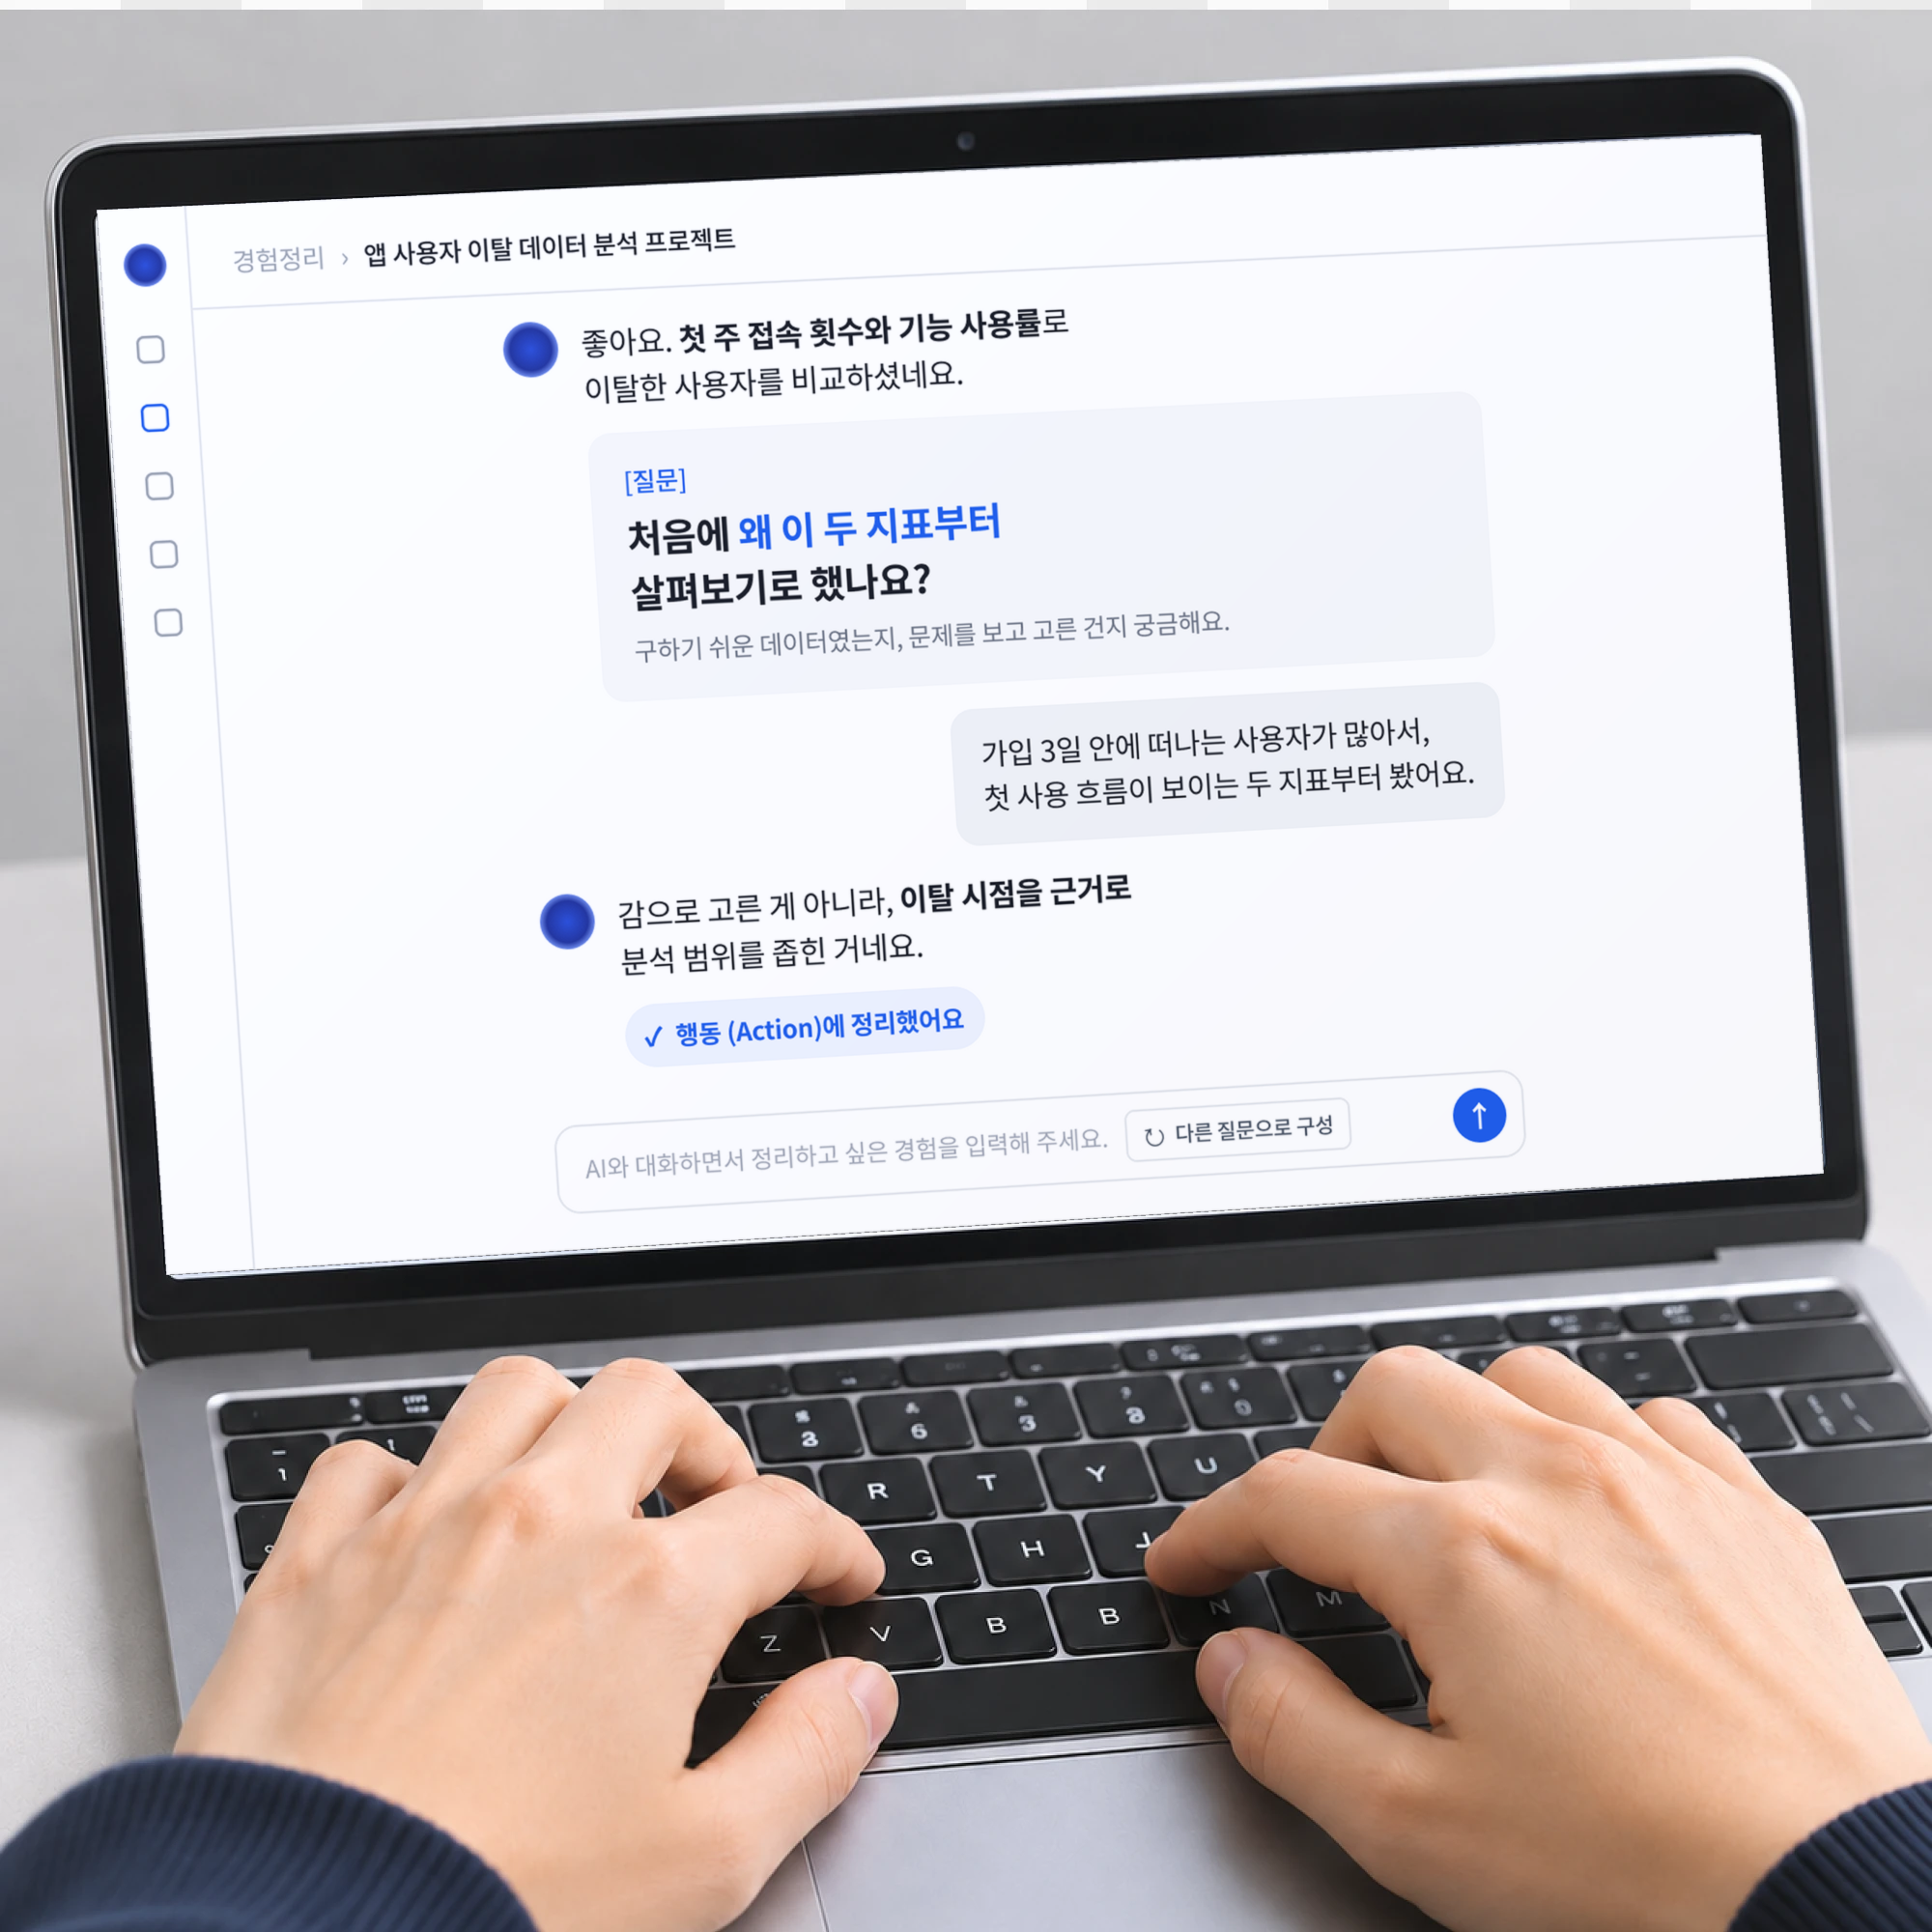 경험정리 › 앱 사용자 이탈 데이터 분석 프로젝트
좋아요. 첫 주 접속 횟수와 기능 사용률로
이탈한 사용자를 비교하셨네요.
[질문]
처음에 왜 이 두 지표부터
살펴보기로 했나요?
구하기 쉬운 데이터였는지, 문제를 보고 고른 건지 궁금해요.
가입 3일 안에 떠나는 사용자가 많아서,
첫 사용 흐름이 보이는 두 지표부터 봤어요.
감으로 고른 게 아니라, 이탈 시점을 근거로
분석 범위를 좁힌 거네요.
✓ 행동 (Action)에 정리했어요
AI와 대화하면서 정리하고 싶은 경험을 입력해 주세요. ↻ 다른 질문으로 구성 ↑
6 3
R T Y U
G H
Z V B B N M